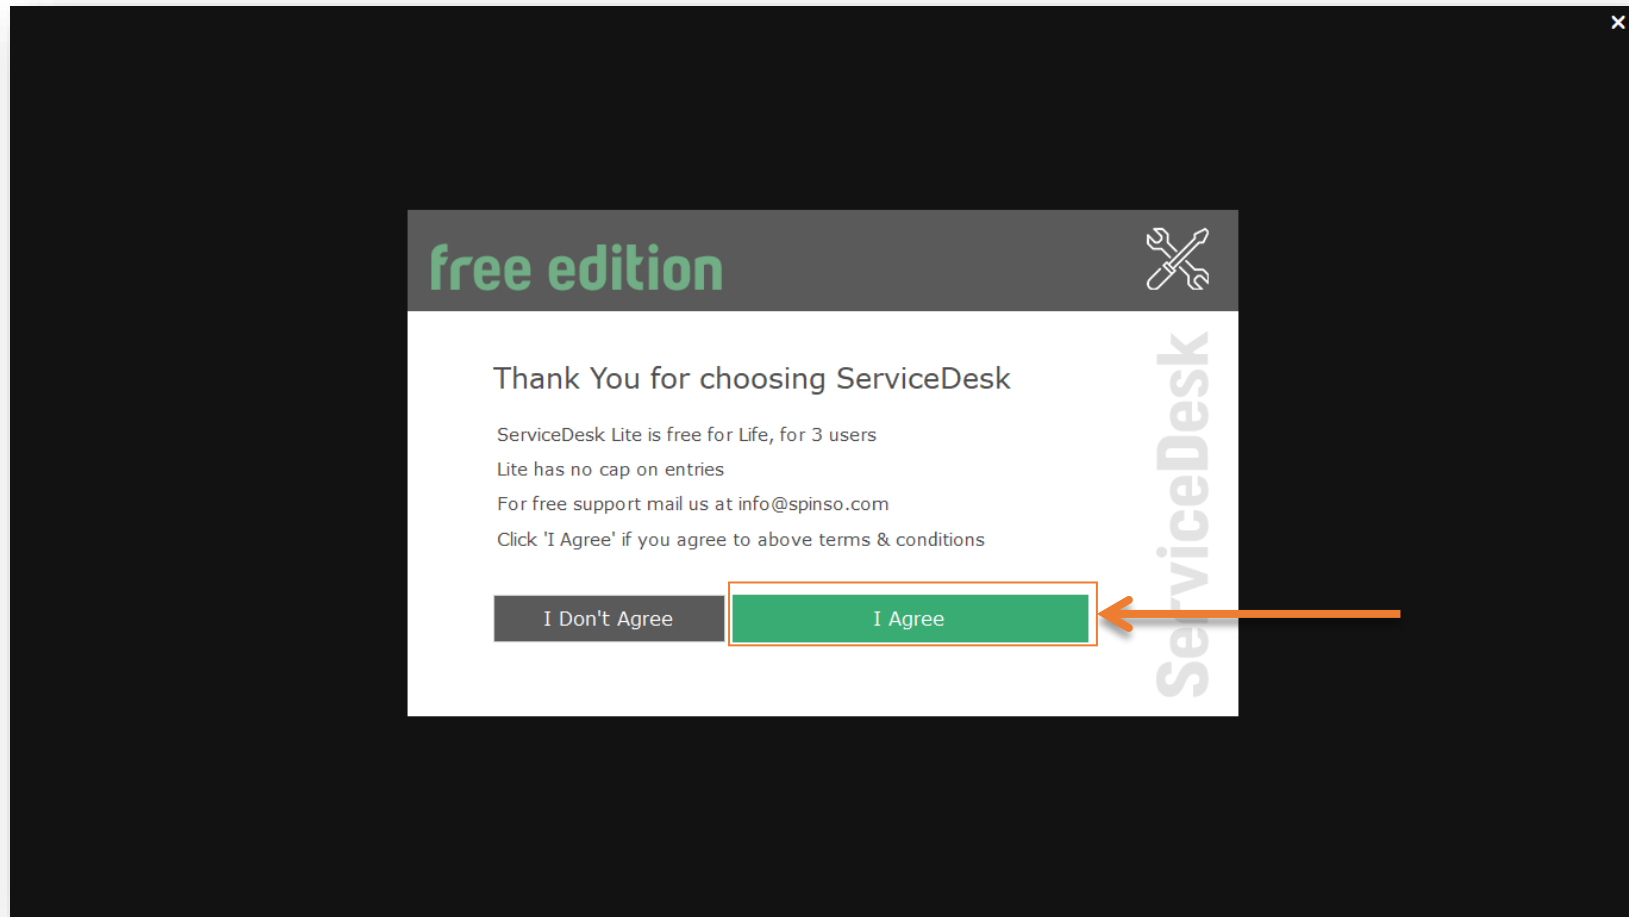 free edition
Thank You for choosing ServiceDesk
ServiceDesk Lite is free for Life, for 3 users
Lite has no cap on entries
For free support mail us at info@spinso.com
Click 'I Agree' if you agree to above terms & conditions
I Don't Agree
I Agree
ServiceDesk